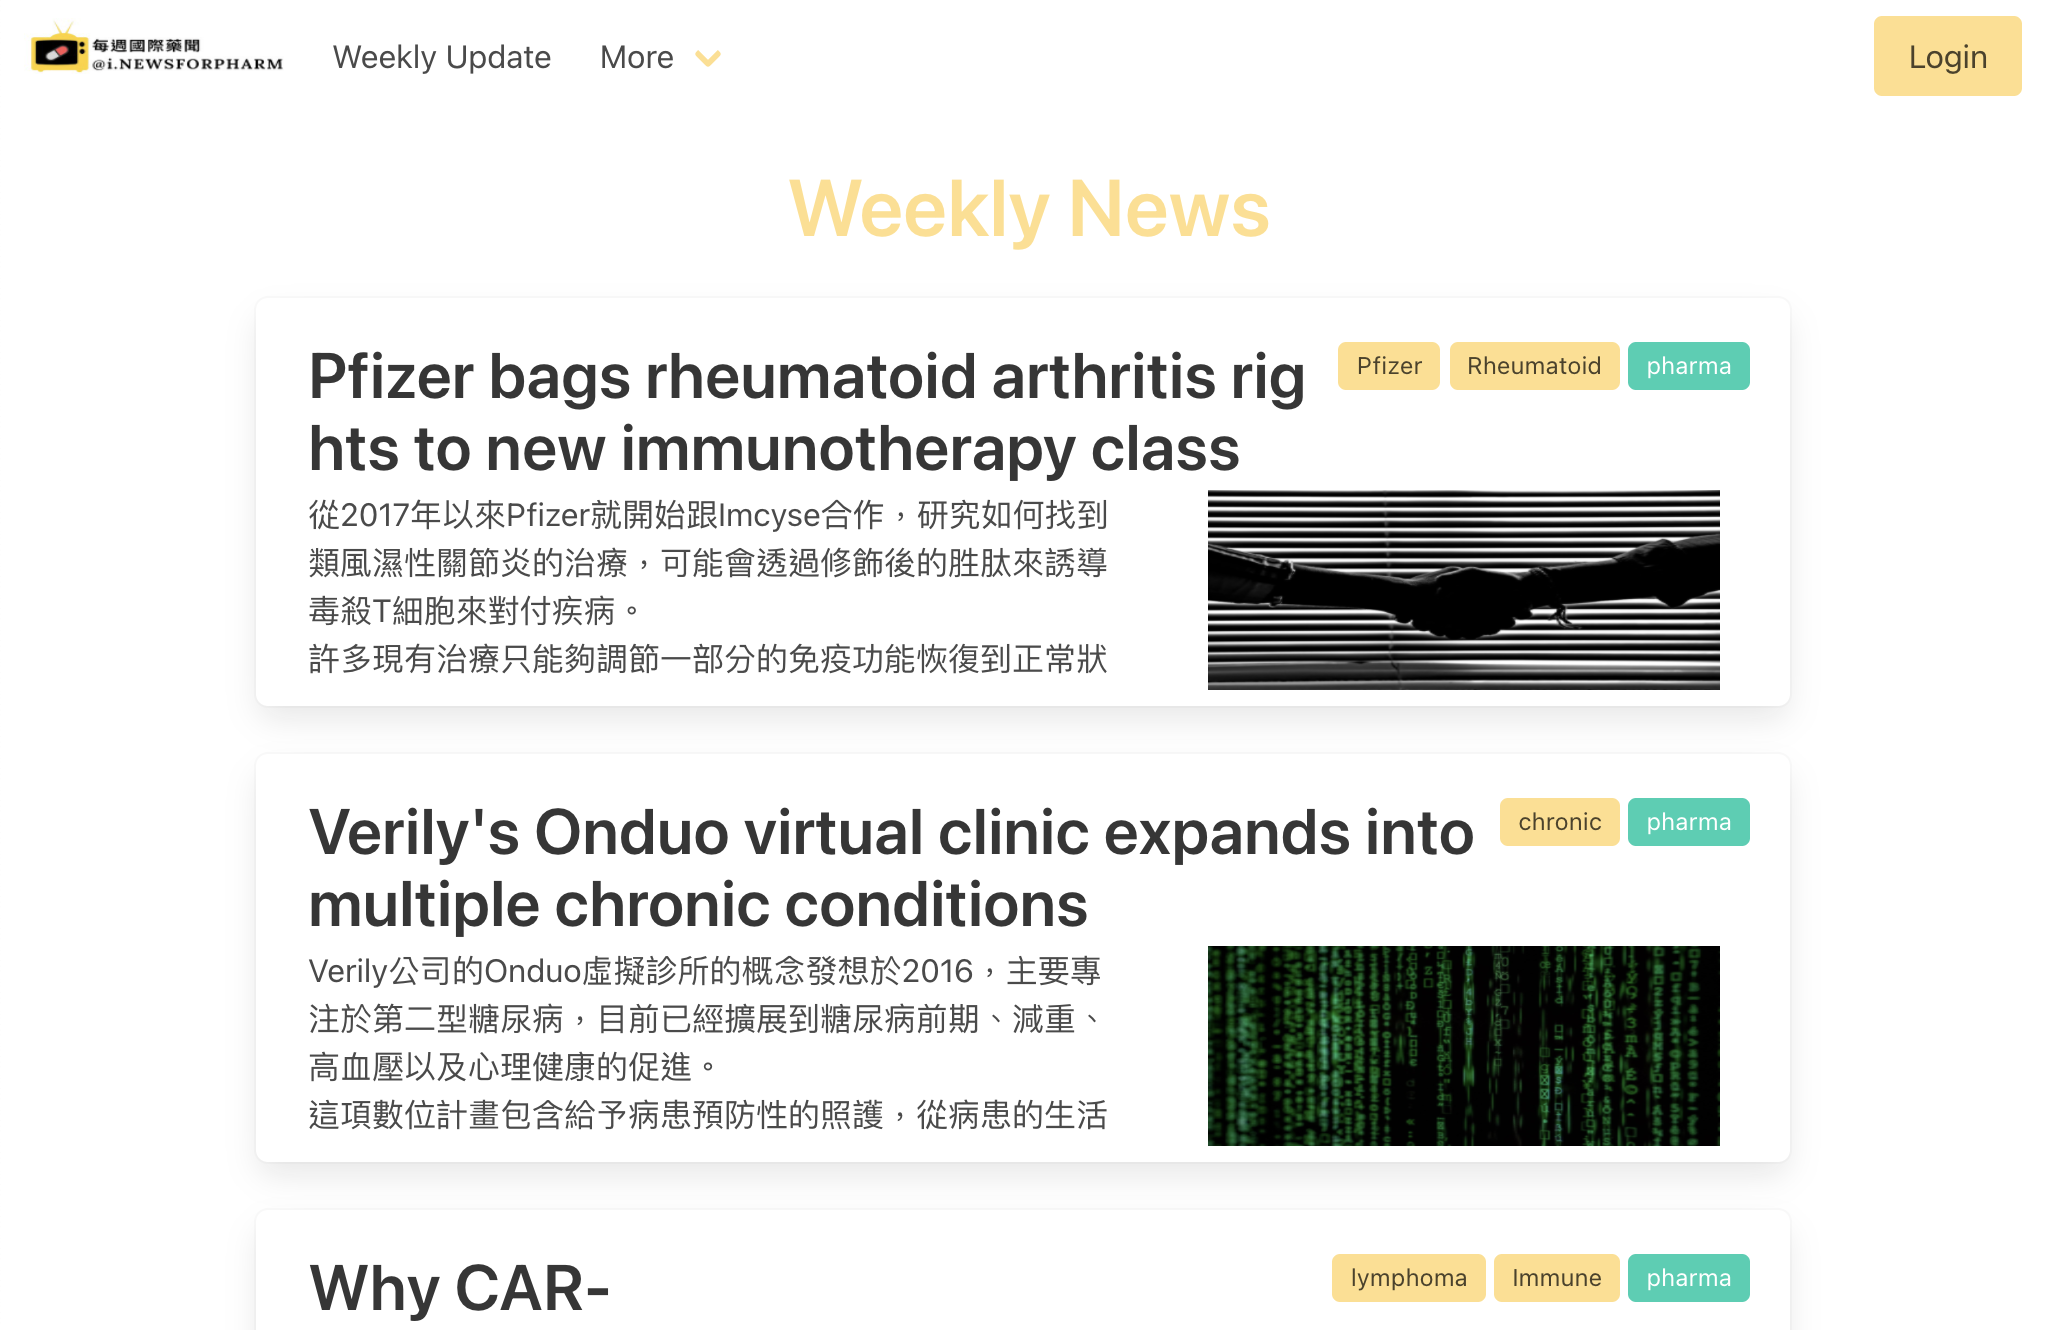 每週國際藥聞
@i.NEWSFORPHARM
Weekly Update
More
Login
Weekly News
Pfizer bags rheumatoid arthritis rig
hts to new immunotherapy class
Pfizer
Rheumatoid
pharma
從2017年以來Pfizer就開始跟Imcyse合作，研究如何找到
類風濕性關節炎的治療，可能會透過修飾後的胜肽來誘導
毒殺T細胞來對付疾病。
許多現有治療只能夠調節一部分的免疫功能恢復到正常狀
Verily's Onduo virtual clinic expands into
multiple chronic conditions
chronic
pharma
Verily公司的Onduo虛擬診所的概念發想於2016，主要專
注於第二型糖尿病，目前已經擴展到糖尿病前期、減重、
高血壓以及心理健康的促進。
這項數位計畫包含給予病患預防性的照護，從病患的生活
Why CAR-
lymphoma
Immune
pharma